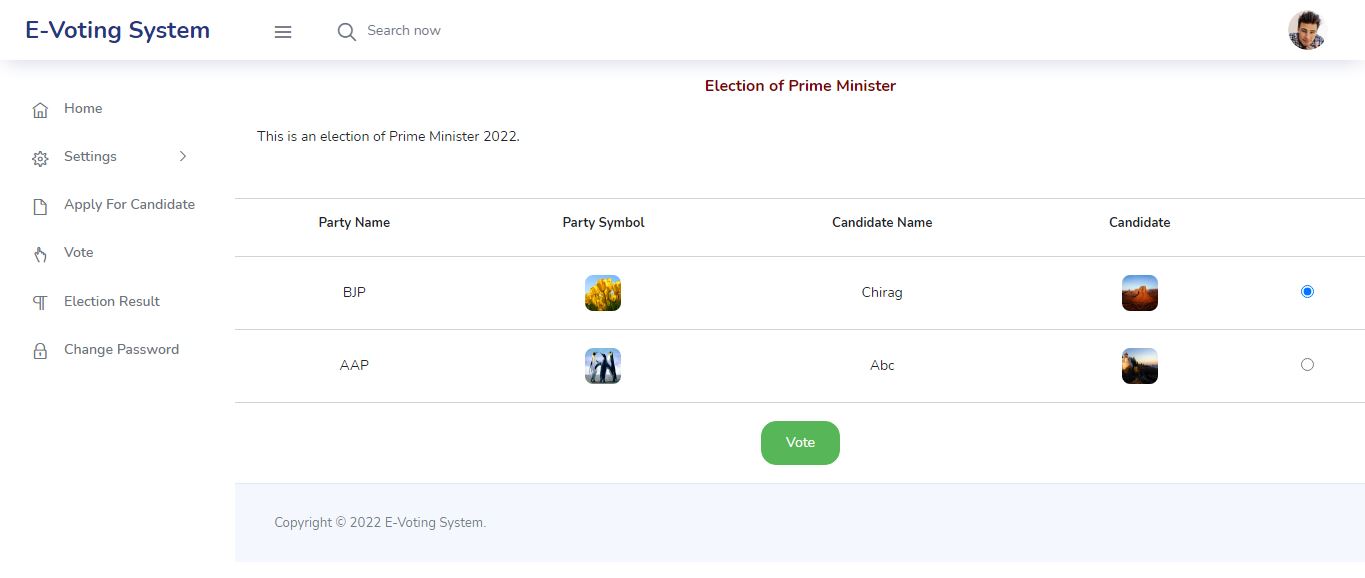 E-Voting System
Search now
Home
Settings
Apply For Candidate
Vote
Election Result
Change Password
Election of Prime Minister
This is an election of Prime Minister 2022.
Party Name Party Symbol Candidate Name Candidate
BJP Chirag
AAP Abc
Vote
Copyright © 2022 E-Voting System.